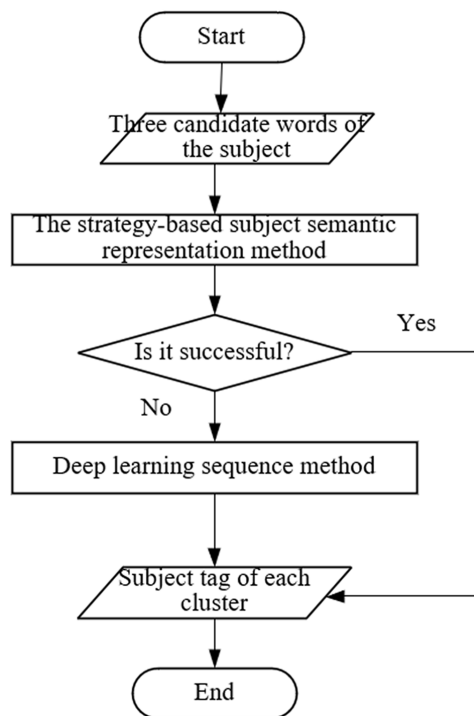 Start
Three candidate words of
the subject
The strategy-based subject semantic
representation method
Is it successful?
Yes
No
Deep learning sequence method
Subject tag of each
cluster
End